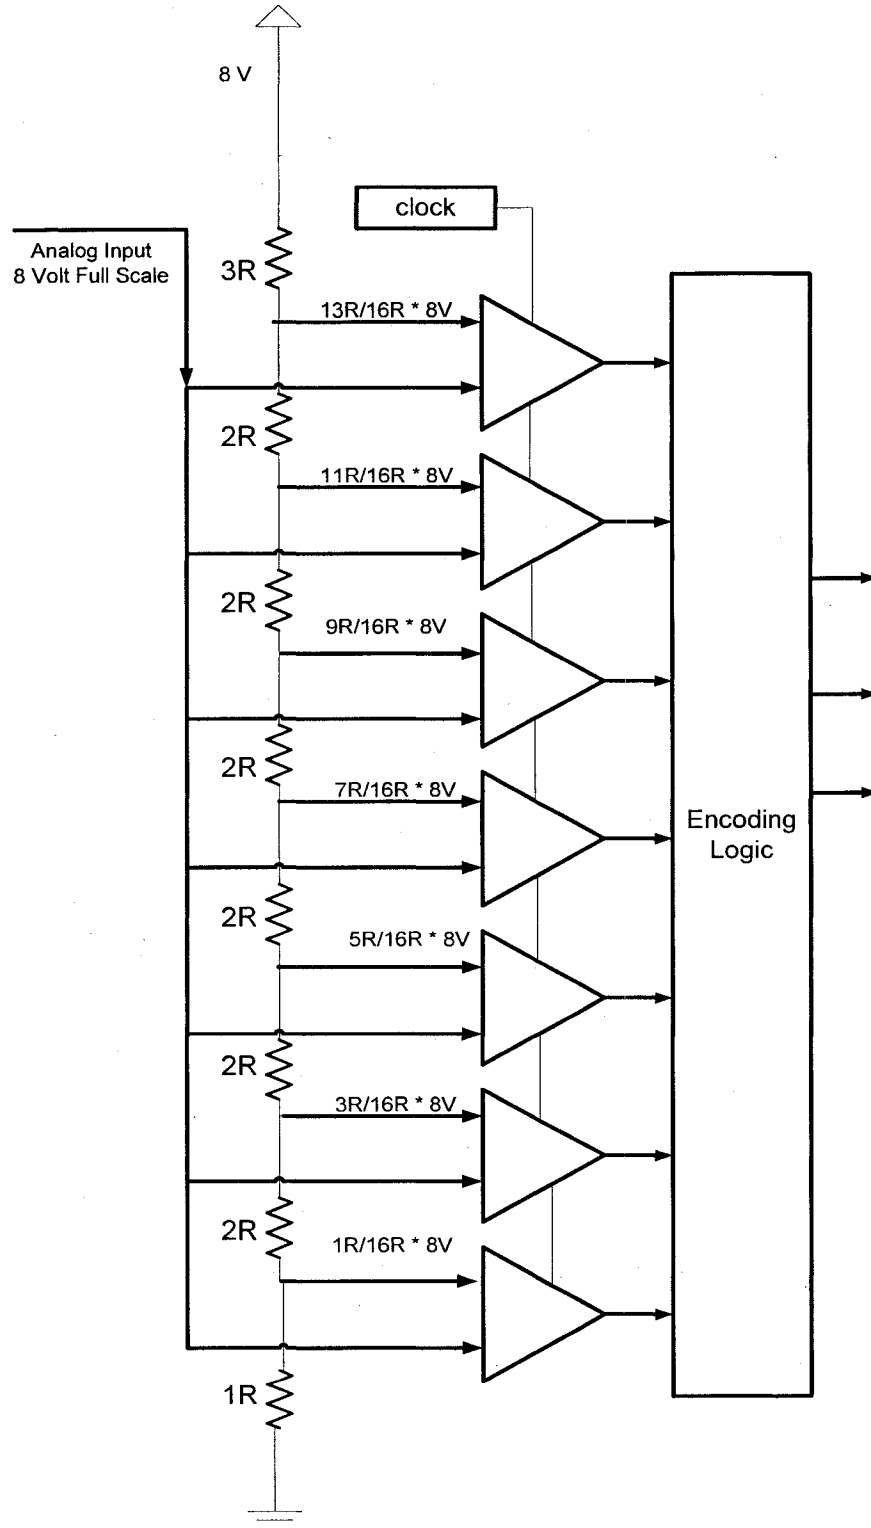 8 V
clock
Analog Input
8 Volt Full Scale
3R
13R/16R * 8V
2R
11R/16R * 8V
2R
9R/16R * 8V
2R
7R/16R * 8V
Encoding
Logic
2R
5R/16R * 8V
2R
3R/16R * 8V
2R
1R/16R * 8V
1R